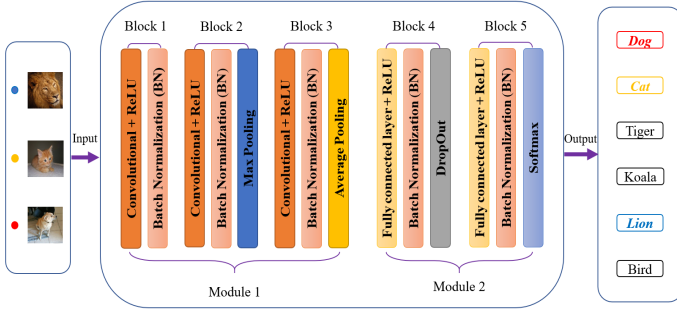 Block 1
Block 2
Block 3
Block 4
Block 5
Input
Convolutional + ReLU
Batch Normalization (BN)
Convolutional + ReLU
Batch Normalization (BN)
Max Pooling
Convolutional + ReLU
Batch Normalization (BN)
Average Pooling
Fully connected layer + ReLU
Batch Normalization (BN)
DropOut
Fully connected layer + ReLU
Batch Normalization (BN)
Softmax
Module 1
Module 2
Output
Dog
Cat
Tiger
Koala
Lion
Bird